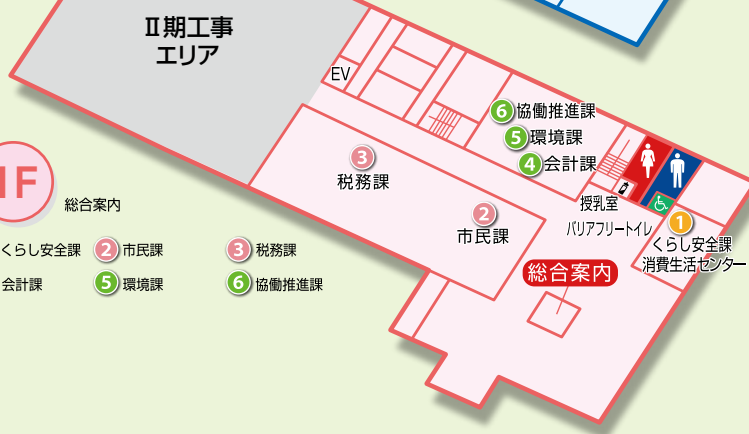 Ⅱ期工事
エリア
EV
6 協働推進課
5 環境課
4 会計課
3
税務課
2
市民課
授乳室
バリアフリートイレ
1
くらし安全課
消費生活センター
総合案内
1F
総合案内
くらし安全課 2 市民課 3 税務課
会計課 5 環境課 6 協働推進課